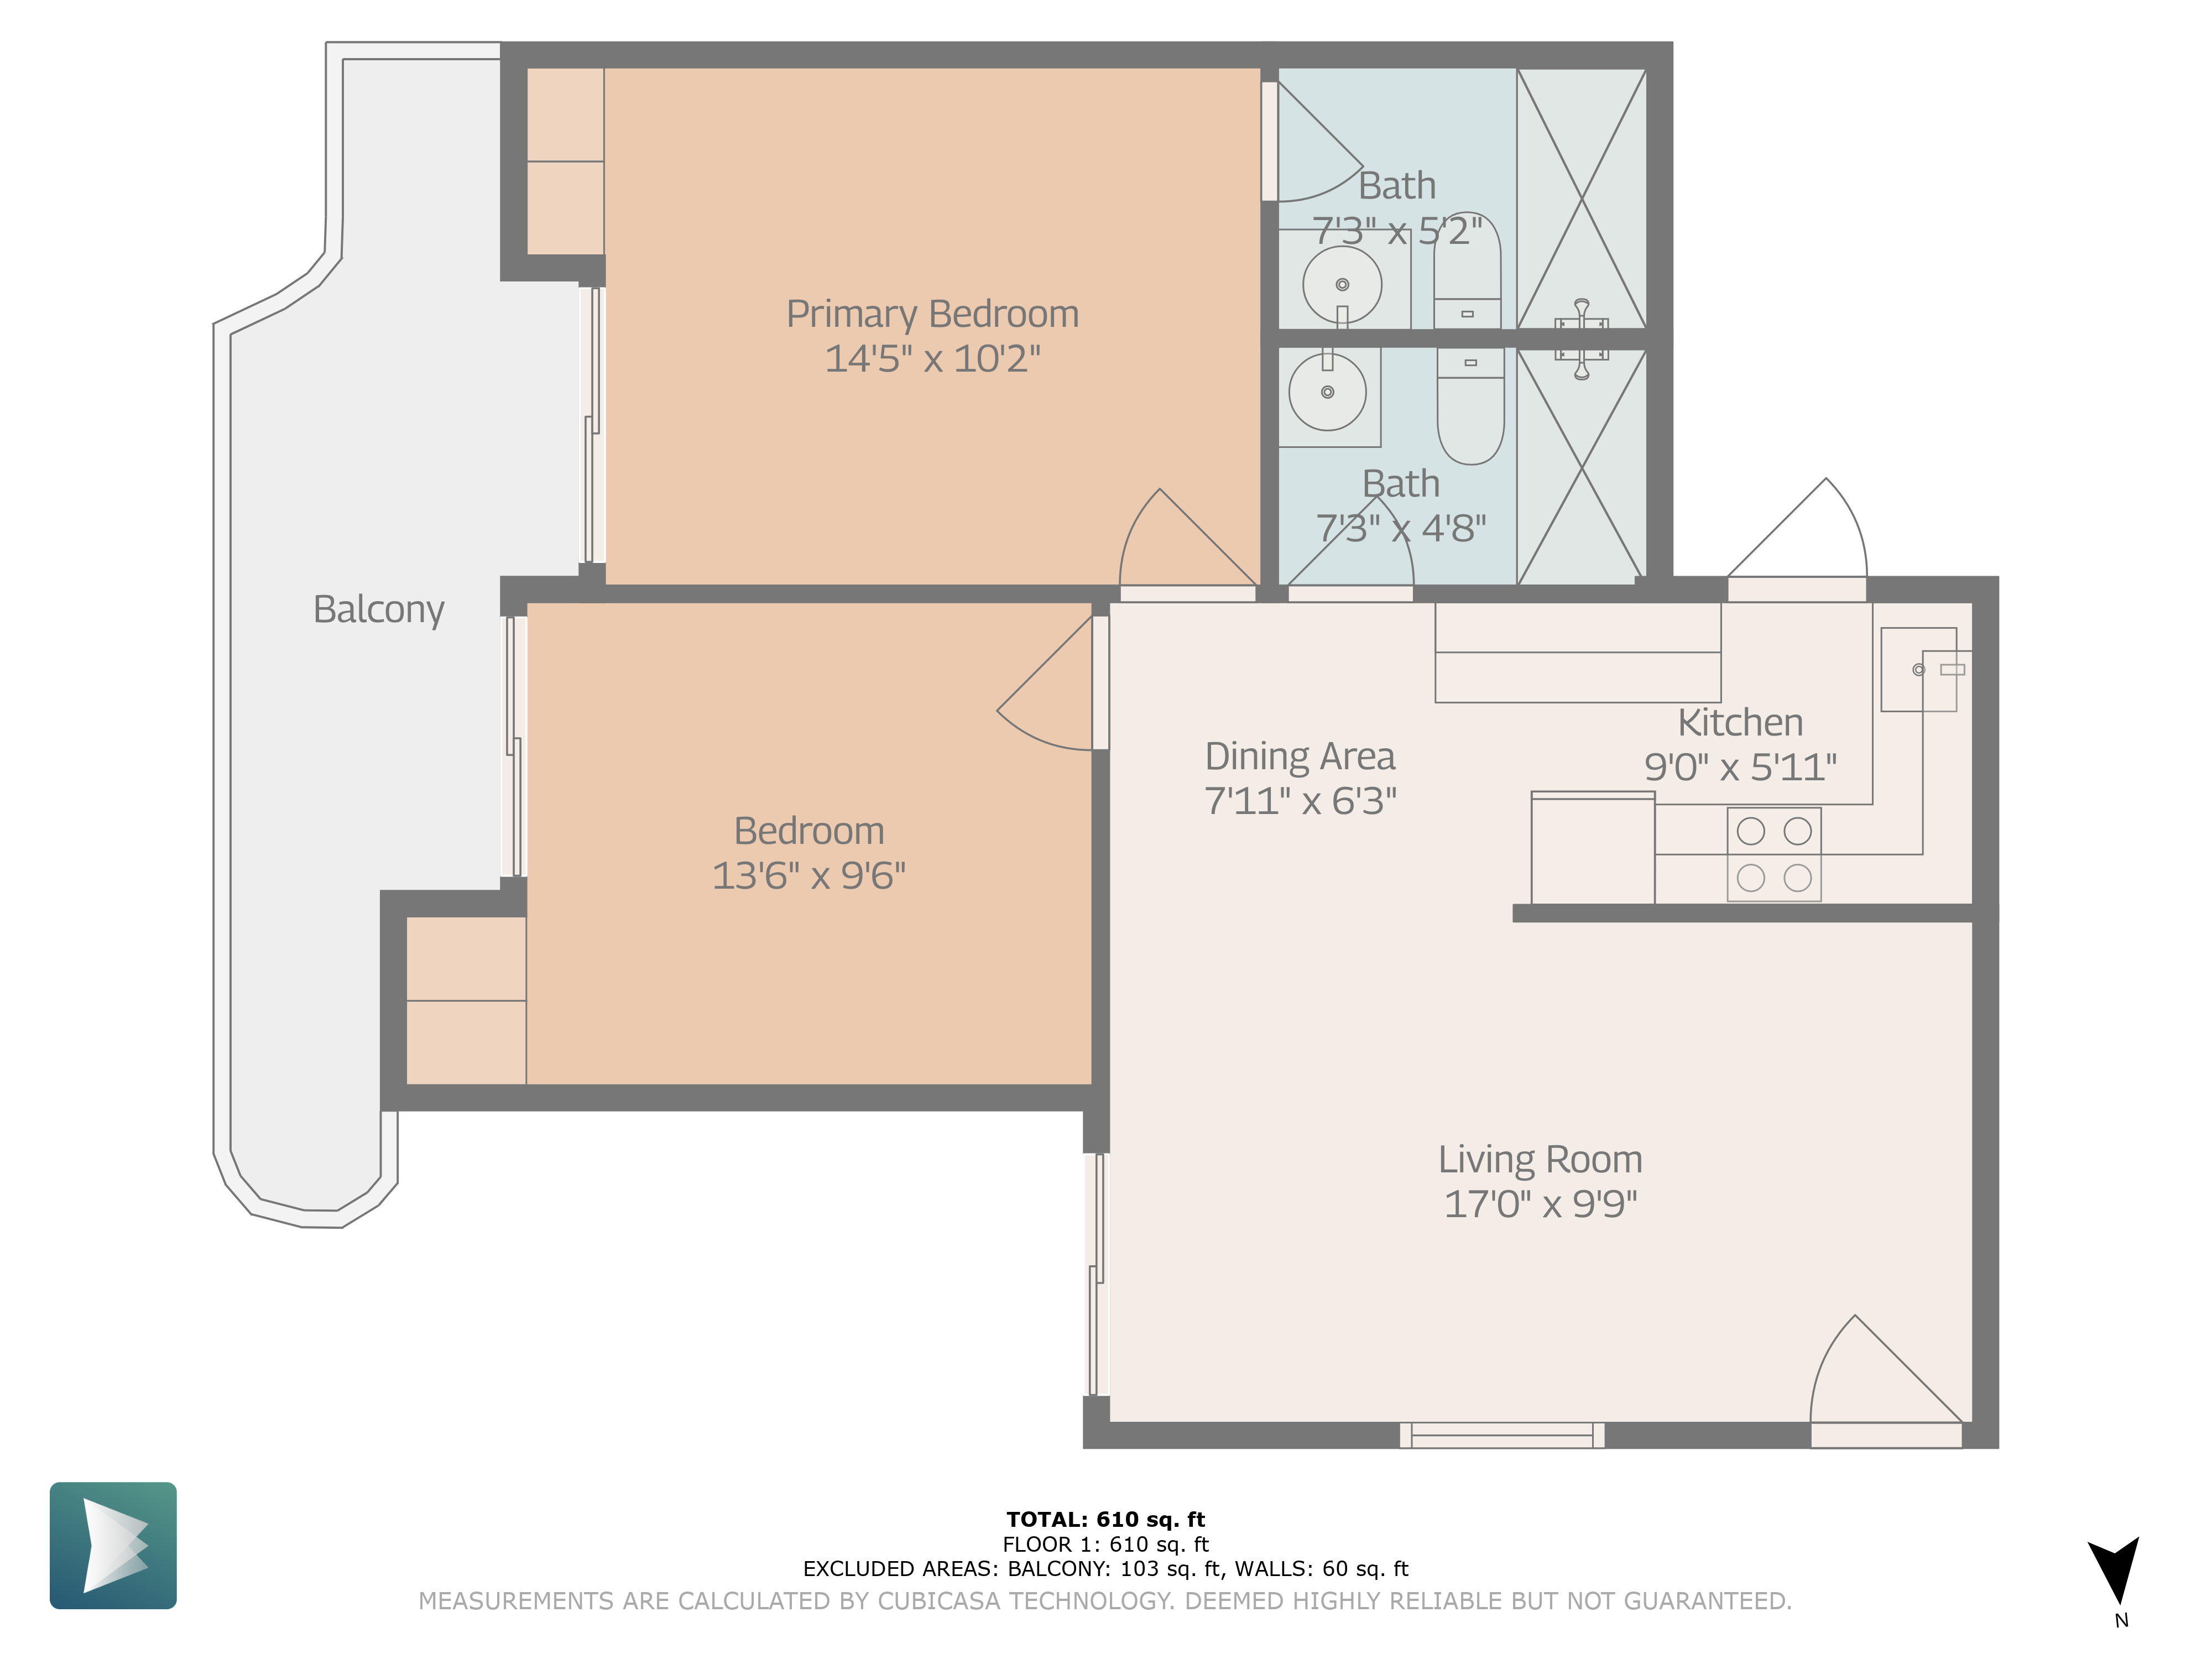 Bath
7'3" x 5'2"
Primary Bedroom
14'5" x 10'2"
Bath
7'3" x 4'8"
Balcony
Kitchen
9'0" x 5'11"
Dining Area
7'11" x 6'3"
Bedroom
13'6" x 9'6"
Living Room
17'0" x 9'9"
TOTAL: 610 sq. ft
FLOOR 1: 610 sq. ft
EXCLUDED AREAS: BALCONY: 103 sq. ft, WALLS: 60 sq. ft
MEASUREMENTS ARE CALCULATED BY CUBICASA TECHNOLOGY. DEEMED HIGHLY RELIABLE BUT NOT GUARANTEED.
N